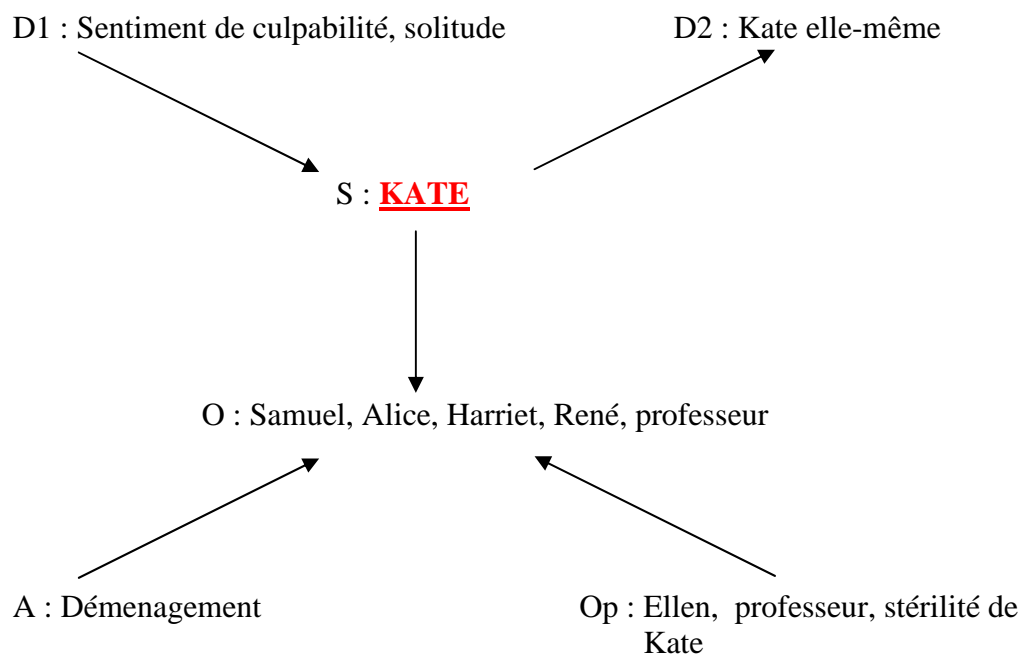 D1 : Sentiment de culpabilité, solitude
D2 : Kate elle-même
S : KATE
O : Samuel, Alice, Harriet, René, professeur
A : Démenagement
Op : Ellen, professeur, stérilité de
Kate